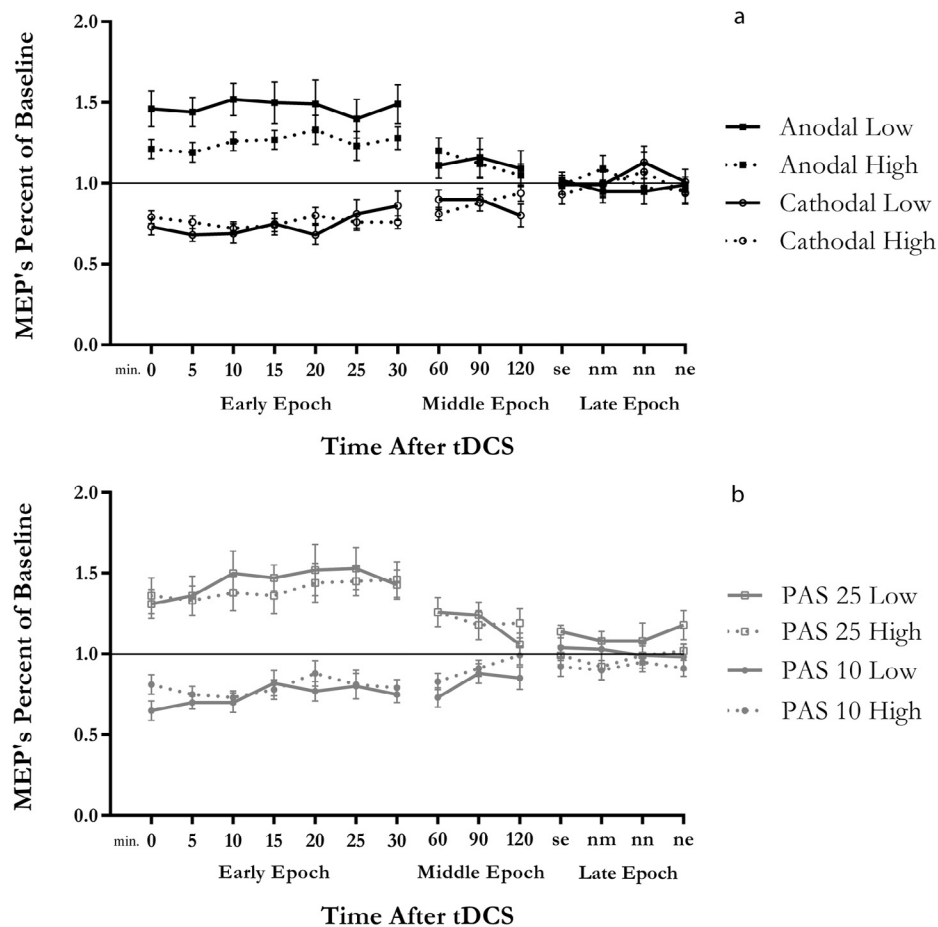 a
MEP's Percent of Baseline
2.0
1.5
1.0
0.5
0.0
min. 0 5 10 15 20 25 30 60 90 120 se nm nn ne
Early Epoch Middle Epoch Late Epoch
Time After tDCS
Anodal Low
Anodal High
Cathodal Low
Cathodal High
b
MEP's Percent of Baseline
2.0
1.5
1.0
0.5
0.0
min. 0 5 10 15 20 25 30 60 90 120 se nm nn ne
Early Epoch Middle Epoch Late Epoch
Time After tDCS
PAS 25 Low
PAS 25 High
PAS 10 Low
PAS 10 High